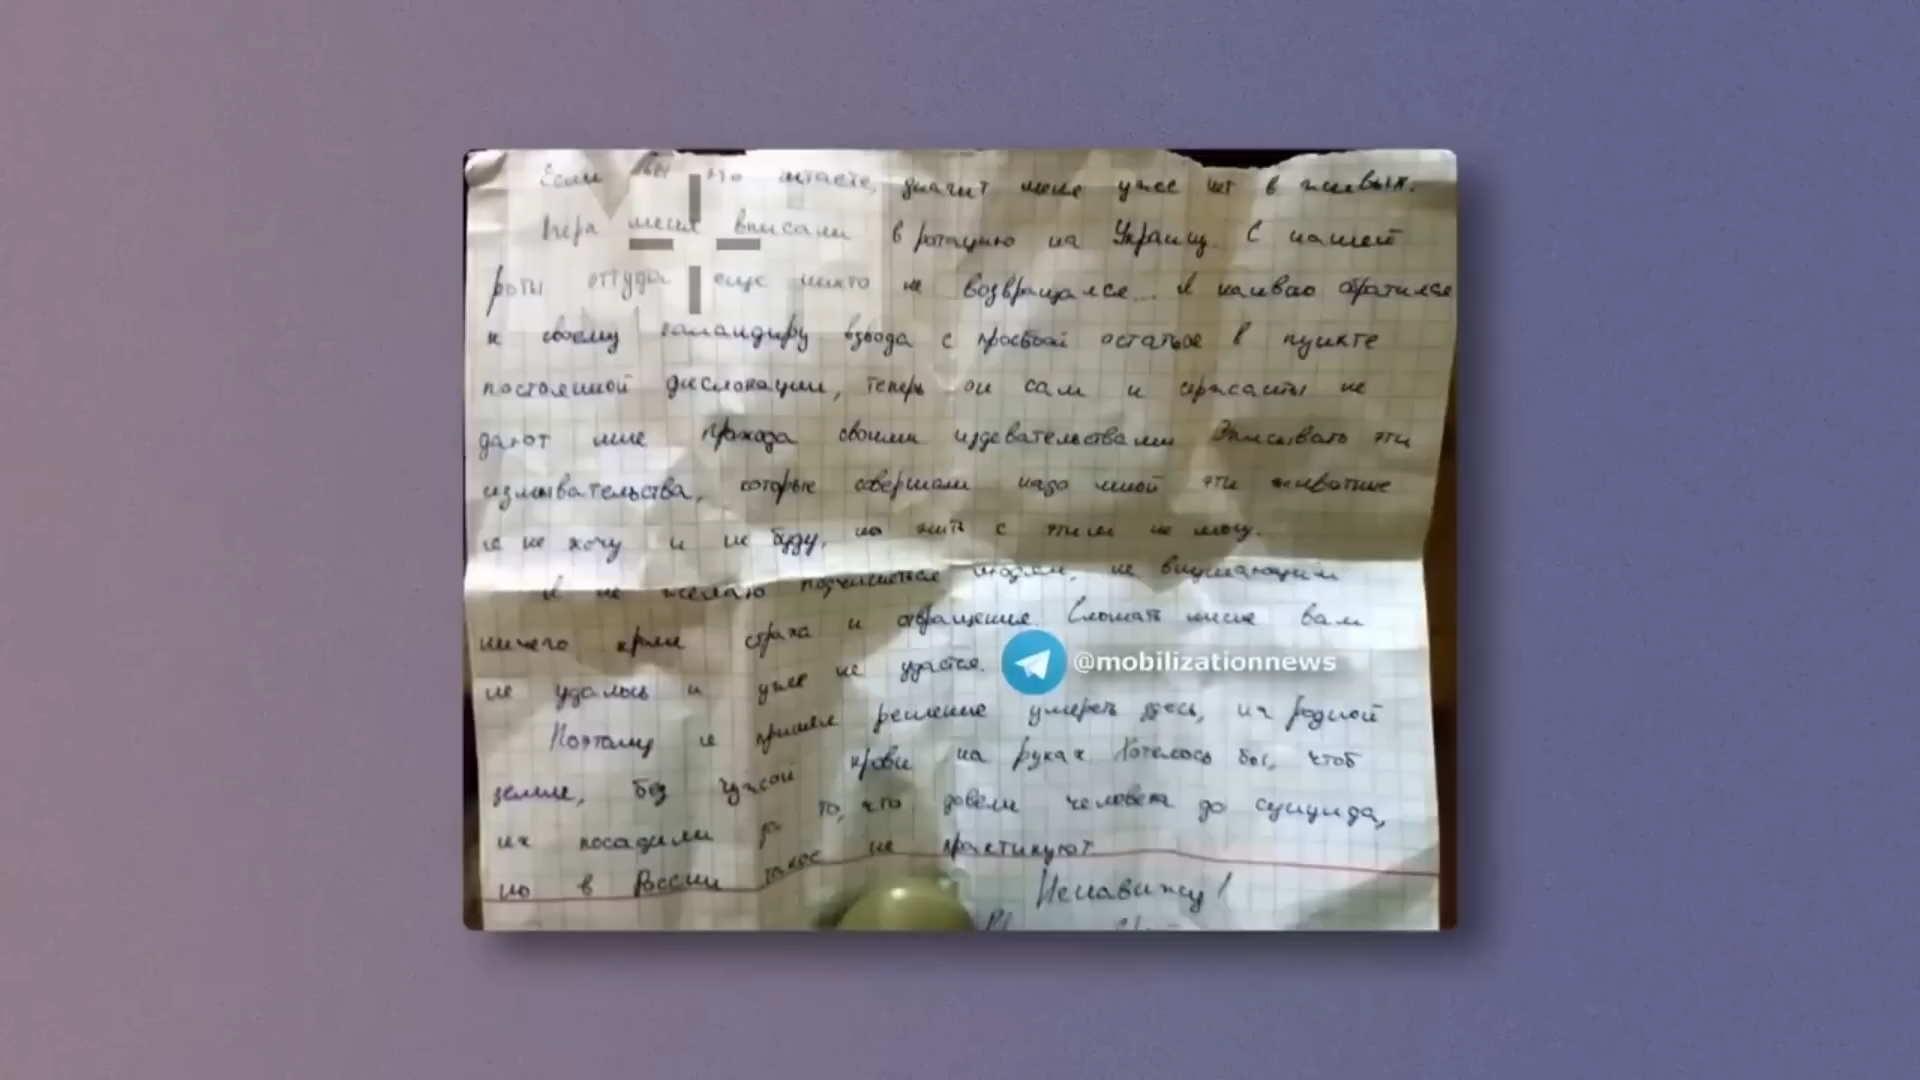 Если вы это читаете, значит меня уже нет в живых.
Вчера меня вписали в ротацию на Украину. С нашей
роты оттуда еще никто не возвращался... Я наивно обратился
к своему командиру взвода с просьбой остаться в пункте
постоянной дислокации, теперь он сам и сержанты не
дают мне прохода своими издевательствами Описывать эти
измывательства, которые совершали надо мной эти животные
я не хочу и не буду, но жить с этим не могу.
Я не желаю подчиняться людям, не внушающим
ничего кроме страха и отвращения. Сломать меня вам
не удалось и уже не удастся.
@mobilizationnews
Поэтому я принял решение умереть здесь, на родной
земле, без чужой крови на руках Хотелось бы, чтоб
их посадили за то, что довели человека до суицида,
но в России такое не практикуют
Ненавижу!